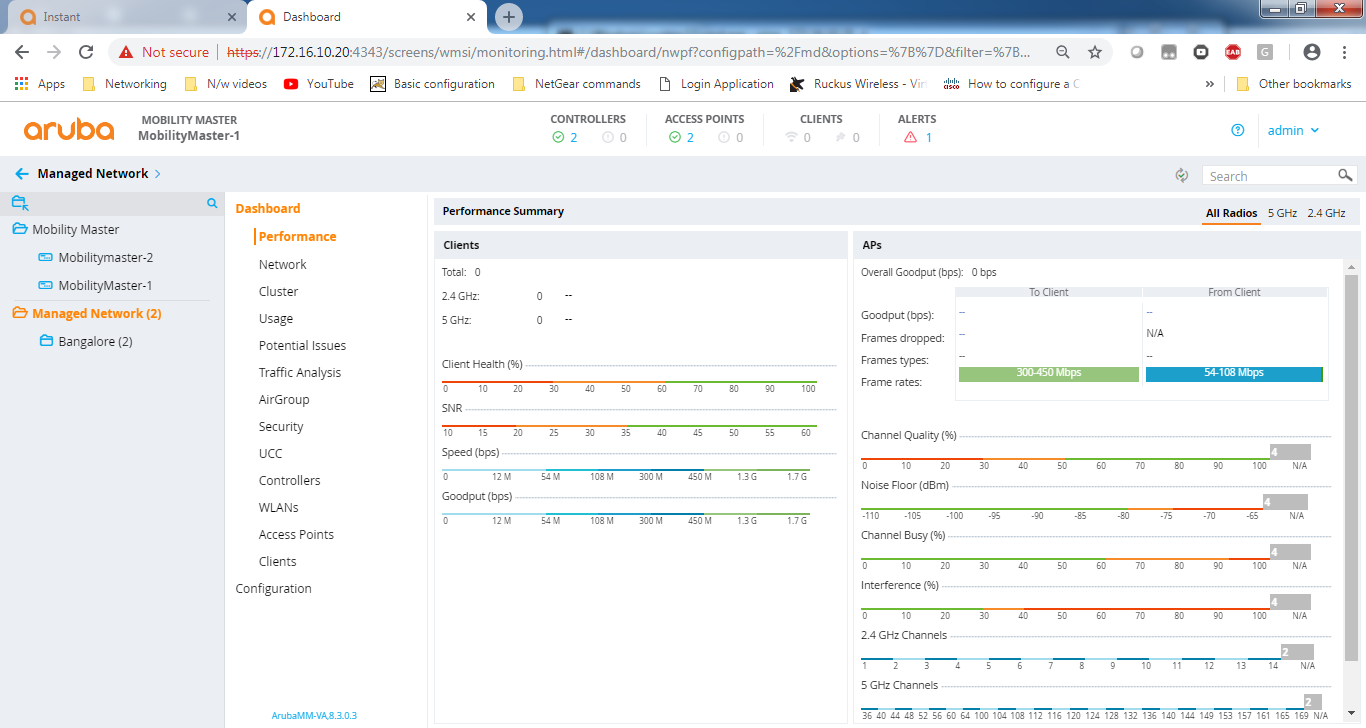 Instant
Dashboard
Not secure https://172.16.10.20:4343/screens/wmsi/monitoring.html#/dashboard/nwpf?configpath=%2Fmd&options=%7B%7D&filter=%7B...
EAB
G
Apps Networking N/w videos YouTube Basic configuration NetGear commands Login Application Ruckus Wireless - Vir How to configure a C » Other bookmarks
aruba
MOBILITY MASTER
MobilityMaster-1
CONTROLLERS ACCESS POINTS CLIENTS ALERTS
2 0 2 0 0 0 1
admin
Managed Network
Search
Mobility Master
Mobilitymaster-2
MobilityMaster-1
Managed Network (2)
Bangalore (2)
Dashboard
Performance
Network
Cluster
Usage
Potential Issues
Traffic Analysis
AirGroup
Security
UCC
Controllers
WLANs
Access Points
Clients
Configuration
ArubaMM-VA,8.3.0.3
Performance Summary
All Radios 5 GHz 2.4 GHz
Clients
Total: 0
2.4 GHz: 0 --
5 GHz: 0 --
Client Health (%)
0 10 20 30 40 50 60 70 80 90 100
SNR
10 15 20 25 30 35 40 45 50 55 60
Speed (bps)
0 12 M 54 M 108 M 300 M 450 M 1.3 G 1.7 G
Goodput (bps)
0 12 M 54 M 108 M 300 M 450 M 1.3 G 1.7 G
APs
Overall Goodput (bps): 0 bps
To Client From Client
Goodput (bps): -- --
Frames dropped: -- N/A
Frames types: -- --
Frame rates: 300-450 Mbps 54-108 Mbps
Channel Quality (%)
4
0 10 20 30 40 50 60 70 80 90 100 N/A
Noise Floor (dBm)
4
-110 -105 -100 -95 -90 -85 -80 -75 -70 -65 N/A
Channel Busy (%)
4
0 10 20 30 40 50 60 70 80 90 100 N/A
Interference (%)
4
0 10 20 30 40 50 60 70 80 90 100 N/A
2.4 GHz Channels
2
1 2 3 4 5 6 7 8 9 10 11 12 13 14 N/A
5 GHz Channels
2
36 40 44 48 52 56 60 64 100 104 108 112 116 120 124 128 132 136 140 144 149 153 157 161 165 169 N/A